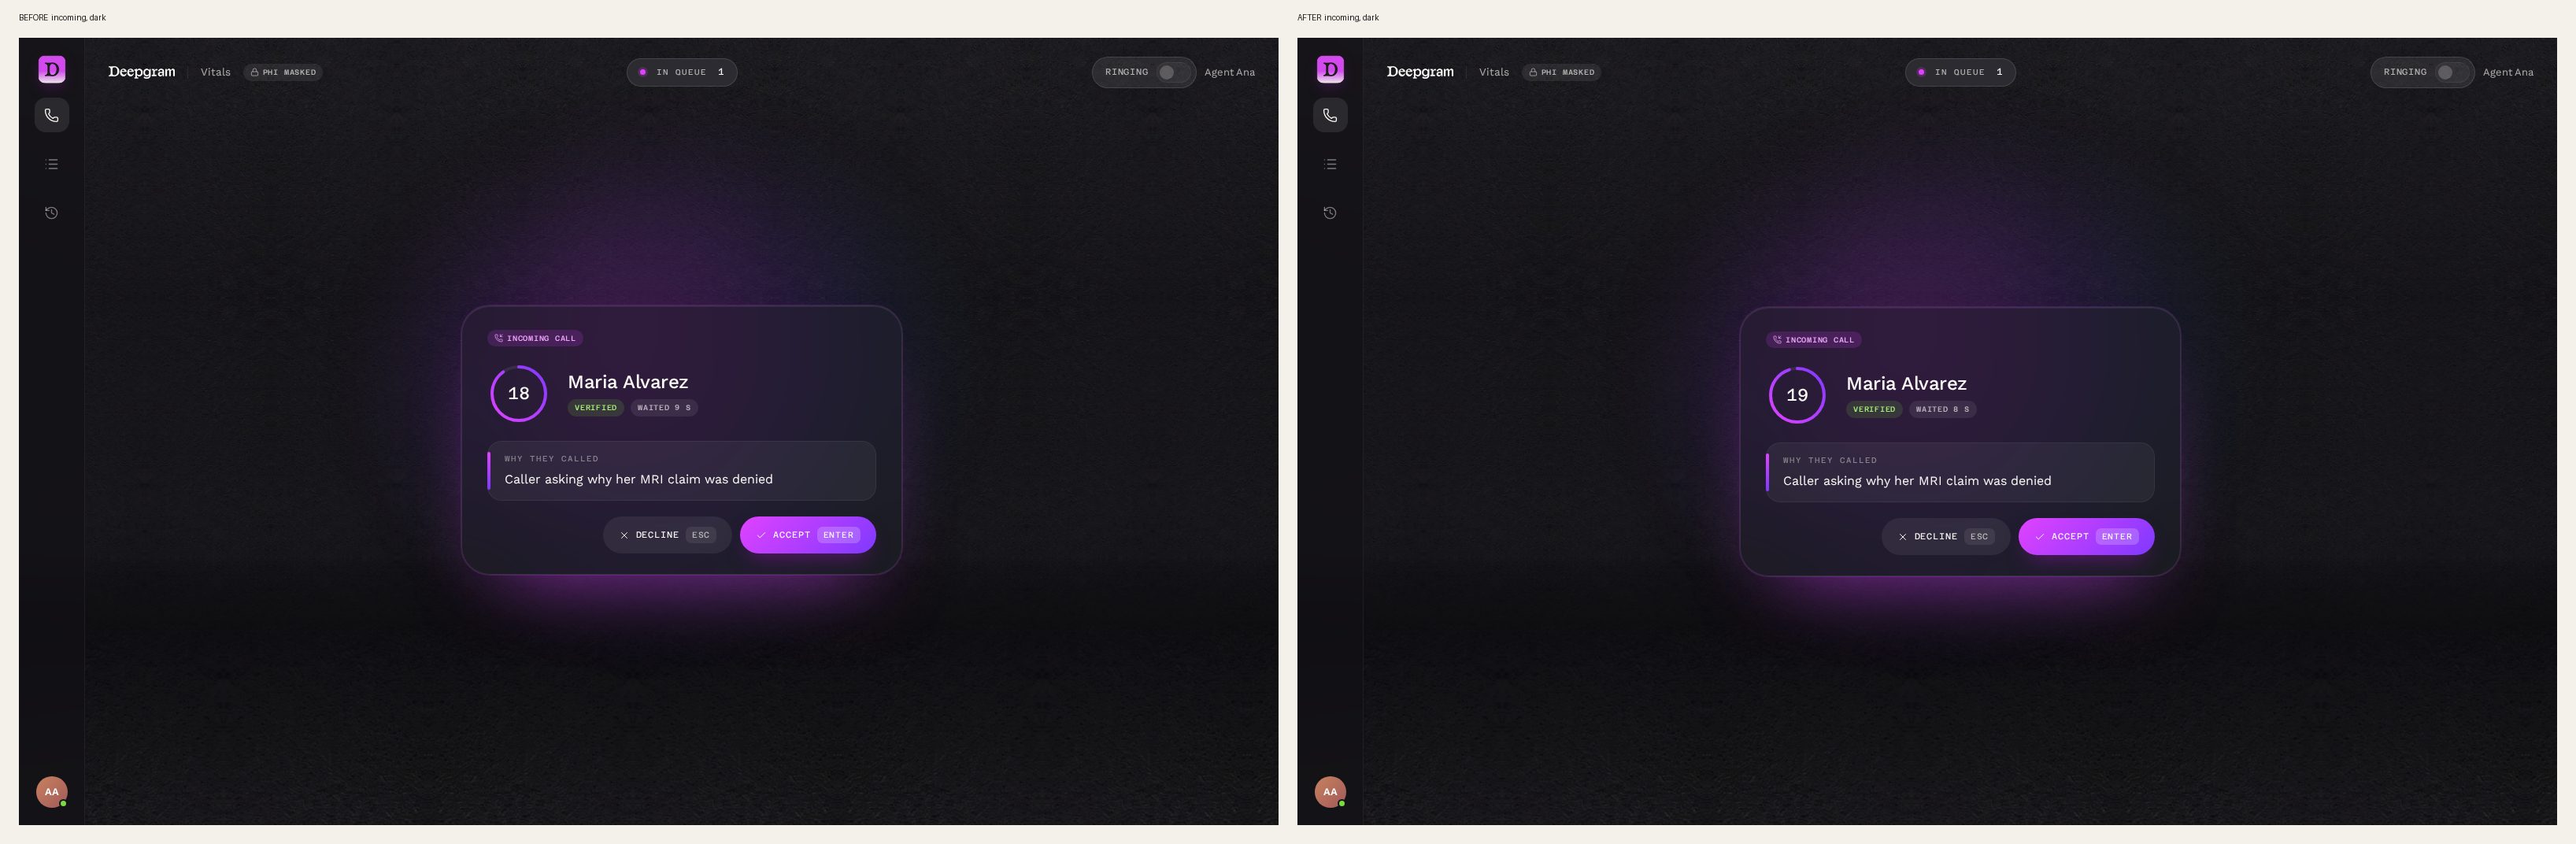 BEFORE incoming, dark
D
Deepgram
Vitals
PHI MASKED
IN QUEUE 1
RINGING
Agent Ana
INCOMING CALL
18
Maria Alvarez
VERIFIED
WAITED 9 S
WHY THEY CALLED
Caller asking why her MRI claim was denied
DECLINE ESC
ACCEPT ENTER
AA
AFTER incoming, dark
D
Deepgram
Vitals
PHI MASKED
IN QUEUE 1
RINGING
Agent Ana
INCOMING CALL
19
Maria Alvarez
VERIFIED
WAITED 8 S
WHY THEY CALLED
Caller asking why her MRI claim was denied
DECLINE ESC
ACCEPT ENTER
AA